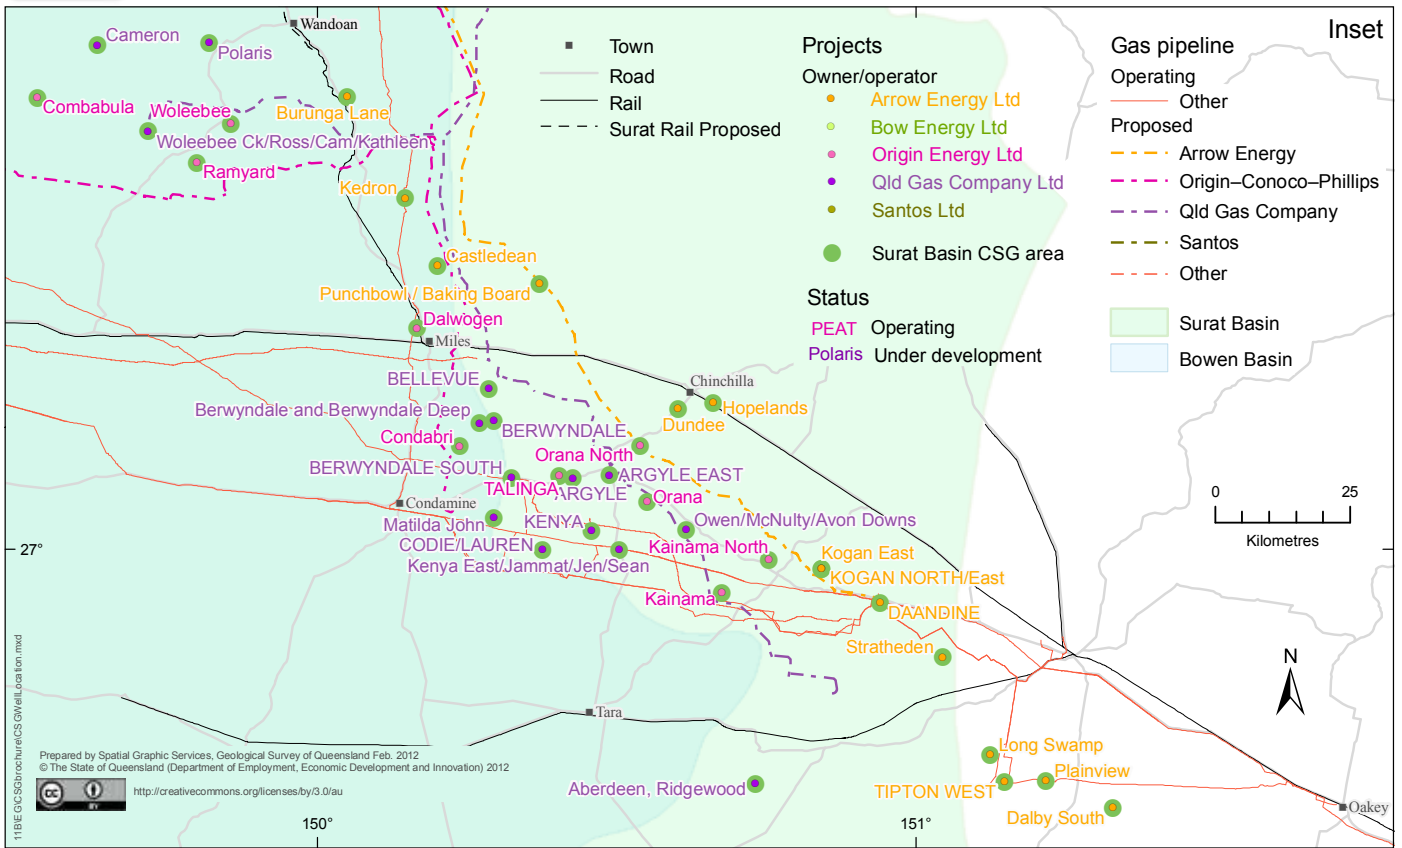 Inset
Cameron
Polaris
Wandoan
Combabula
Woleebee
Burunga Lane
Woleebee Ck/Ross/Cam/Kathleen
Ramyard
Kedron
Castledean
Punchbowl / Baking Board
Dalwogen
Miles
BELLEVUE
Chinchilla
Hopelands
Dundee
Berwyndale and Berwyndale Deep
BERWYNDALE
Condabri
Orana North
BERWYNDALE SOUTH
ARGYLE EAST
TALINGA
ARGYLE
Orana
Condamine
Matilda John
KENYA
Owen/McNulty/Avon Downs
CODIE/LAUREN
Kainama North
Kogan East
Kenya East/Jammat/Jen/Sean
KOGAN NORTH/East
Kainama
DAANDINE
Stratheden
Tara
Long Swamp
Plainview
TIPTON WEST
Aberdeen, Ridgewood
Dalby South
Oakey
Town
Road
Rail
Surat Rail Proposed
Projects
Owner/operator
Arrow Energy Ltd
Bow Energy Ltd
Origin Energy Ltd
Qld Gas Company Ltd
Santos Ltd
Surat Basin CSG area
Status
PEAT Operating
Polaris Under development
Gas pipeline
Operating
Other
Proposed
Arrow Energy
Origin–Conoco–Phillips
Qld Gas Company
Santos
Other
Surat Basin
Bowen Basin
0 25
Kilometres
N
27°
150°
151°
11B\EG\CSGbrochure\CSGWellLocation.mxd
Prepared by Spatial Graphic Services, Geological Survey of Queensland Feb. 2012
© The State of Queensland (Department of Employment, Economic Development and Innovation) 2012
cc BY
http://creativecommons.org/licenses/by/3.0/au